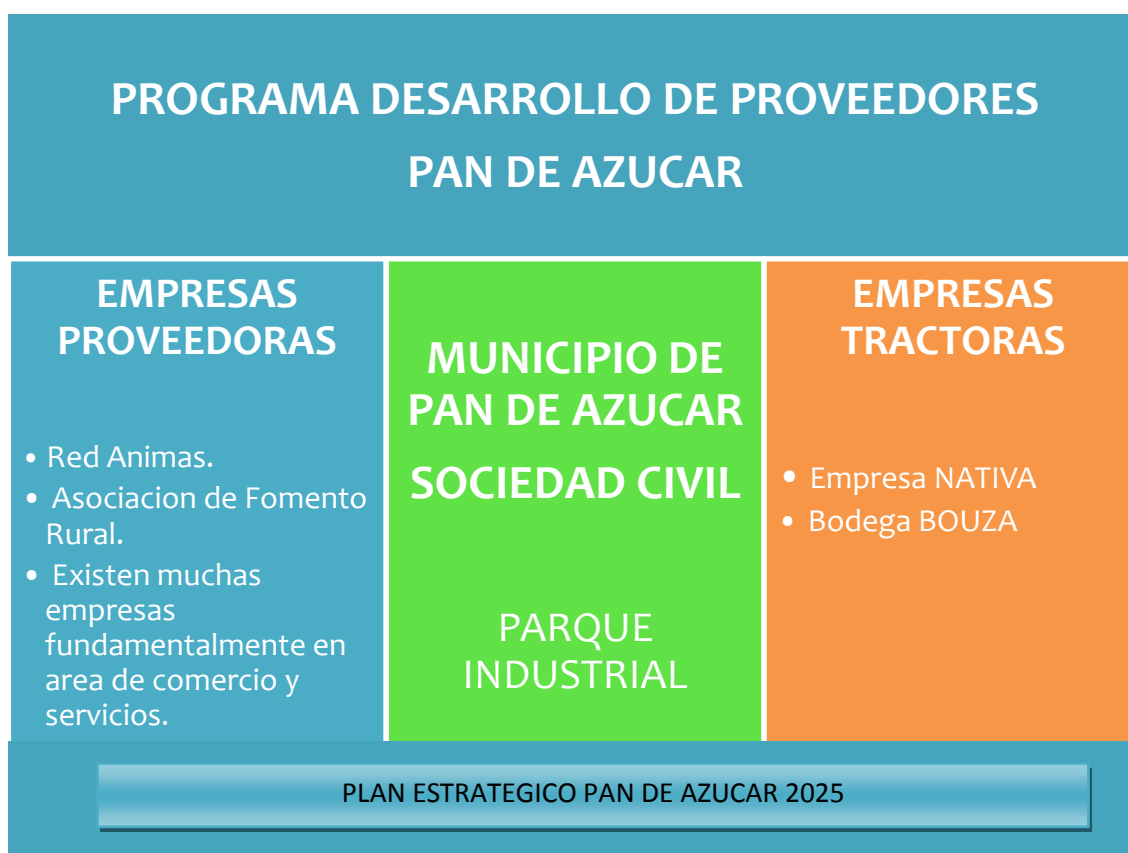 PROGRAMA DESARROLLO DE PROVEEDORES
PAN DE AZUCAR
EMPRESAS
PROVEEDORAS
• Red Animas.
• Asociacion de Fomento
Rural.
• Existen muchas
empresas
fundamentalmente en
area de comercio y
servicios.
MUNICIPIO DE
PAN DE AZUCAR
SOCIEDAD CIVIL
PARQUE
INDUSTRIAL
EMPRESAS
TRACTORAS
• Empresa NATIVA
• Bodega BOUZA
PLAN ESTRATEGICO PAN DE AZUCAR 2025